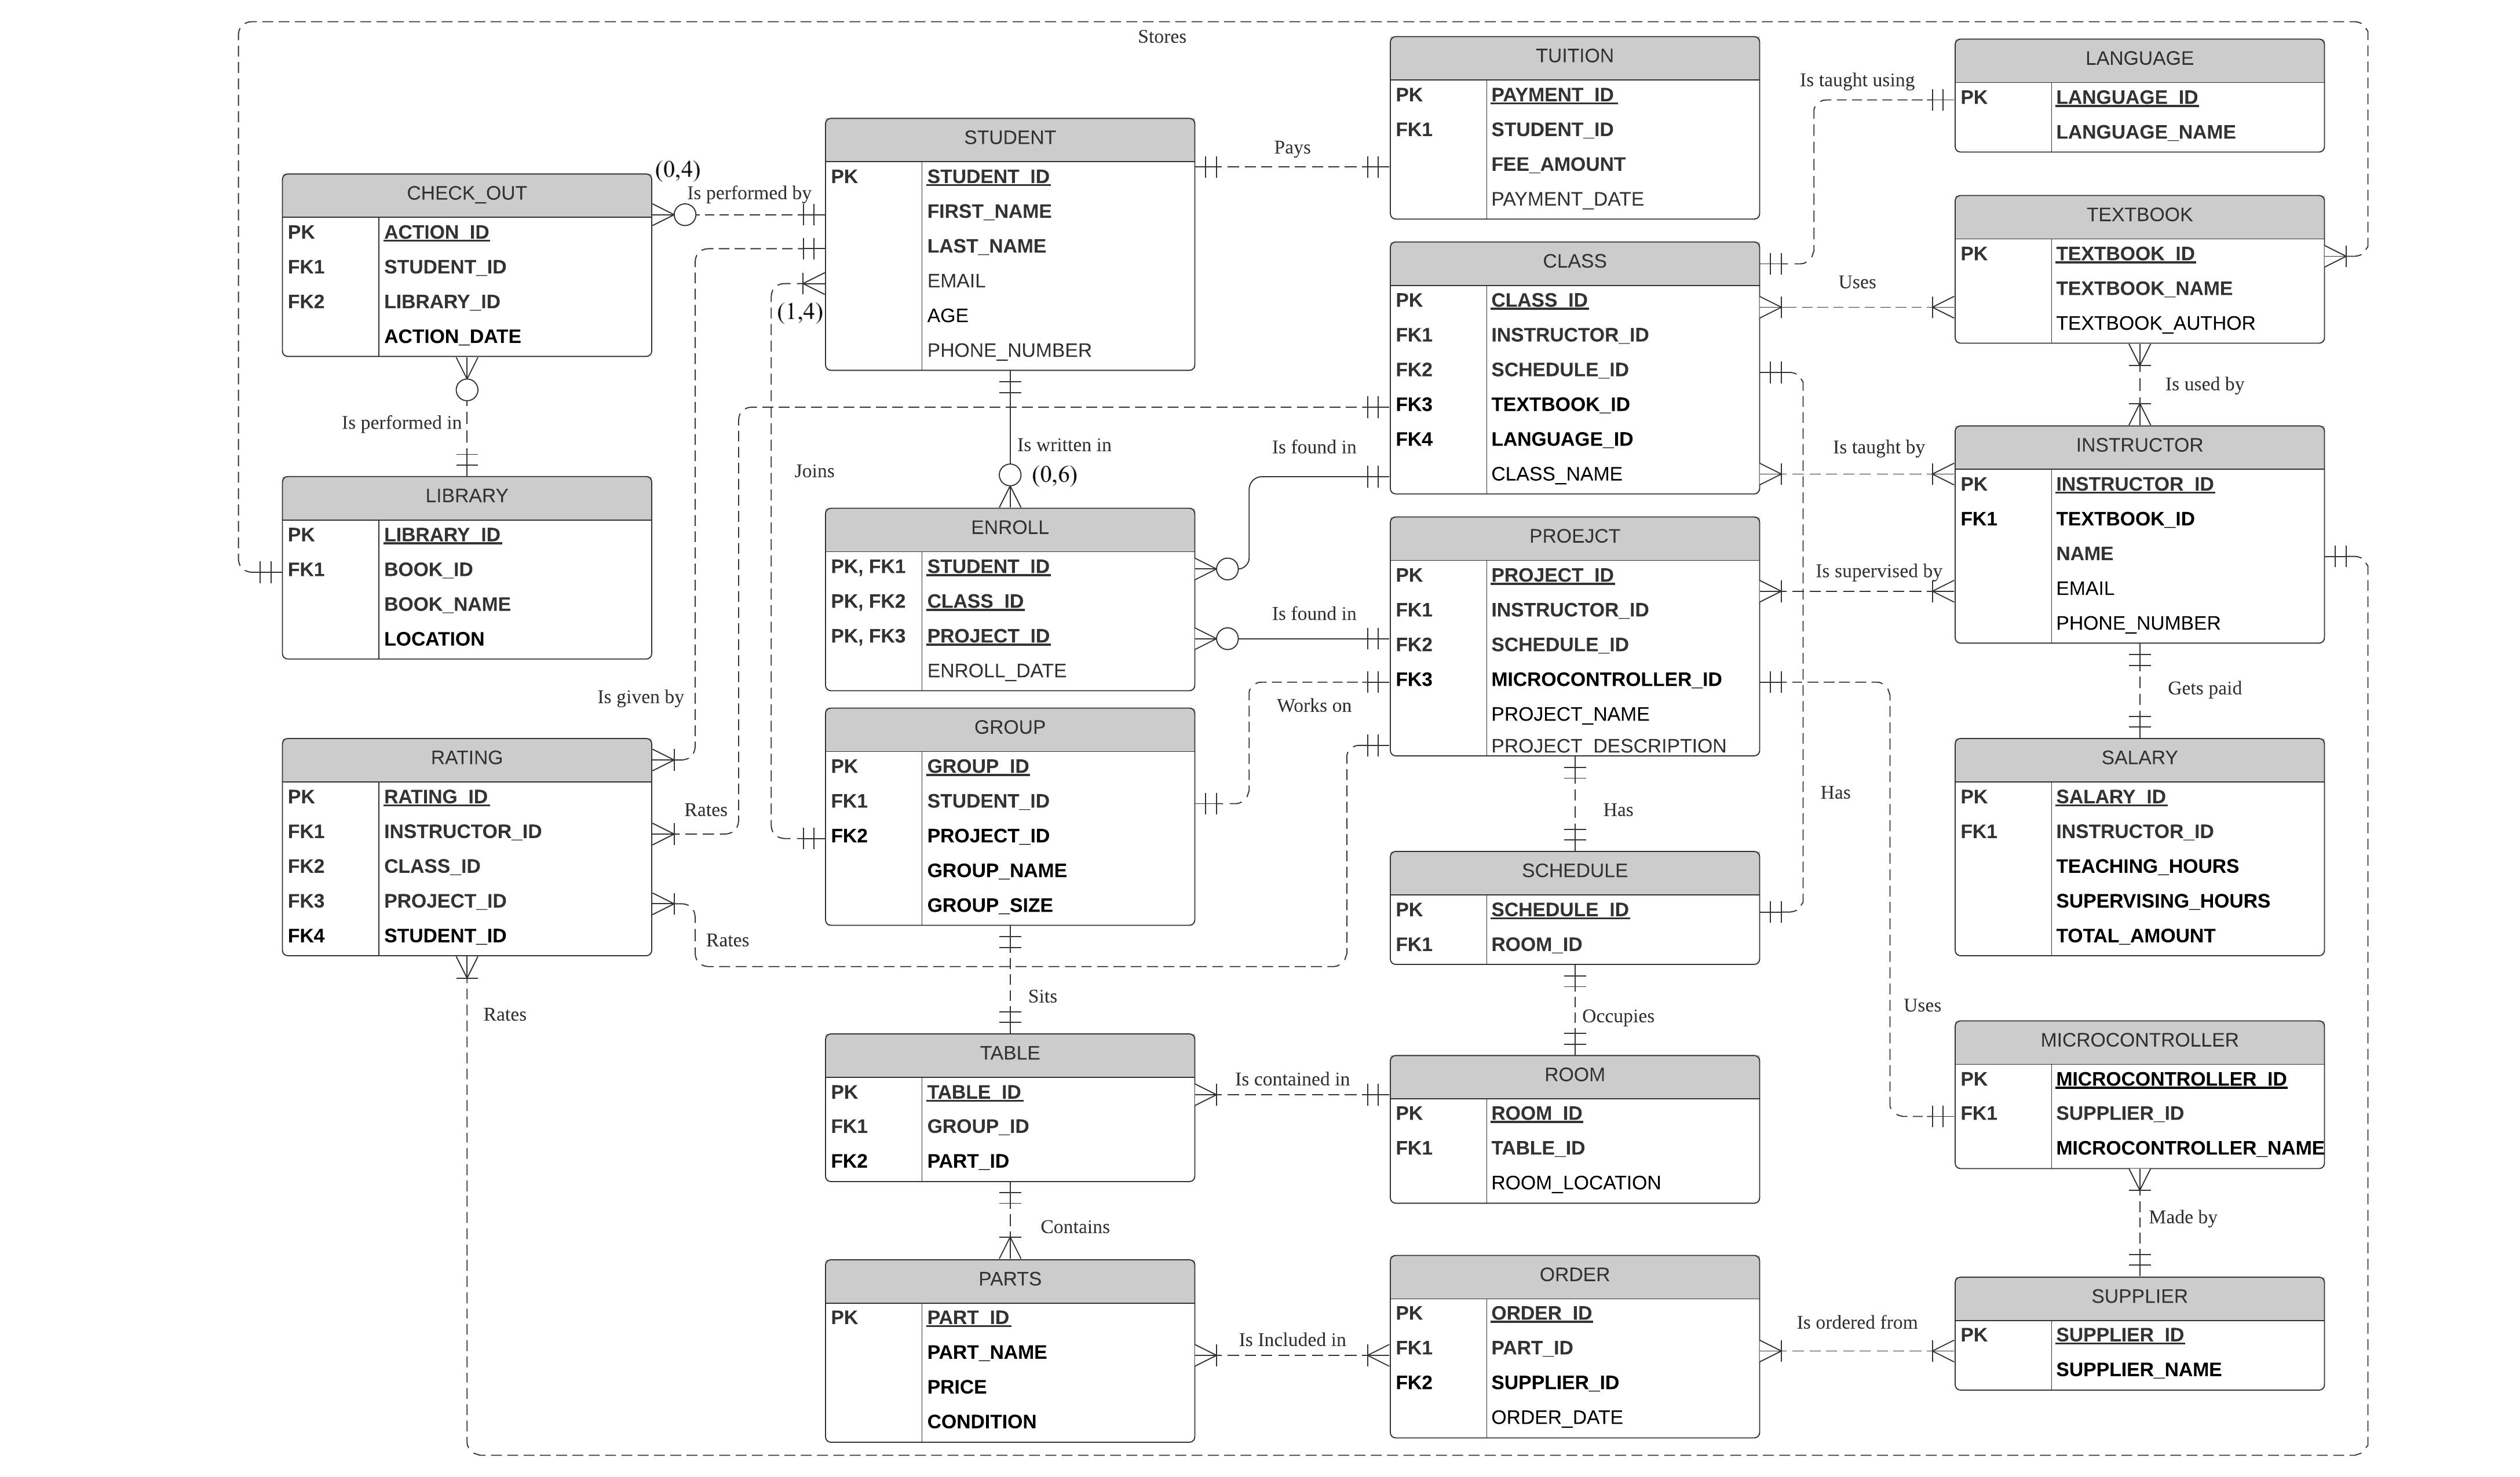 Stores
TUITION
PK PAYMENT_ID
FK1 STUDENT_ID
FEE_AMOUNT
PAYMENT_DATE
Is taught using
LANGUAGE
PK LANGUAGE_ID
LANGUAGE_NAME
STUDENT
PK STUDENT_ID
FIRST_NAME
LAST_NAME
EMAIL
AGE
PHONE_NUMBER
Pays
(0,4)
Is performed by
(1,4)
CHECK_OUT
PK ACTION_ID
FK1 STUDENT_ID
FK2 LIBRARY_ID
ACTION_DATE
CLASS
PK CLASS_ID
FK1 INSTRUCTOR_ID
FK2 SCHEDULE_ID
FK3 TEXTBOOK_ID
FK4 LANGUAGE_ID
CLASS_NAME
Uses
TEXTBOOK
PK TEXTBOOK_ID
TEXTBOOK_NAME
TEXTBOOK_AUTHOR
Is used by
Is performed in
Is written in
(0,6)
Joins
Is found in
Is taught by
LIBRARY
PK LIBRARY_ID
FK1 BOOK_ID
BOOK_NAME
LOCATION
ENROLL
PK, FK1 STUDENT_ID
PK, FK2 CLASS_ID
PK, FK3 PROJECT_ID
ENROLL_DATE
Is found in
PROEJCT
PK PROJECT_ID
FK1 INSTRUCTOR_ID
FK2 SCHEDULE_ID
FK3 MICROCONTROLLER_ID
PROJECT_NAME
PROJECT_DESCRIPTION
Is supervised by
INSTRUCTOR
PK INSTRUCTOR_ID
FK1 TEXTBOOK_ID
NAME
EMAIL
PHONE_NUMBER
Gets paid
Is given by
Works on
RATING
PK RATING_ID
FK1 INSTRUCTOR_ID
FK2 CLASS_ID
FK3 PROJECT_ID
FK4 STUDENT_ID
Rates
Rates
Rates
GROUP
PK GROUP_ID
FK1 STUDENT_ID
FK2 PROJECT_ID
GROUP_NAME
GROUP_SIZE
Sits
Has
Has
SCHEDULE
PK SCHEDULE_ID
FK1 ROOM_ID
Occupies
SALARY
PK SALARY_ID
FK1 INSTRUCTOR_ID
TEACHING_HOURS
SUPERVISING_HOURS
TOTAL_AMOUNT
Uses
TABLE
PK TABLE_ID
FK1 GROUP_ID
FK2 PART_ID
Is contained in
ROOM
PK ROOM_ID
FK1 TABLE_ID
ROOM_LOCATION
MICROCONTROLLER
PK MICROCONTROLLER_ID
FK1 SUPPLIER_ID
MICROCONTROLLER_NAME
Contains
Made by
PARTS
PK PART_ID
PART_NAME
PRICE
CONDITION
Is Included in
ORDER
PK ORDER_ID
FK1 PART_ID
FK2 SUPPLIER_ID
ORDER_DATE
Is ordered from
SUPPLIER
PK SUPPLIER_ID
SUPPLIER_NAME